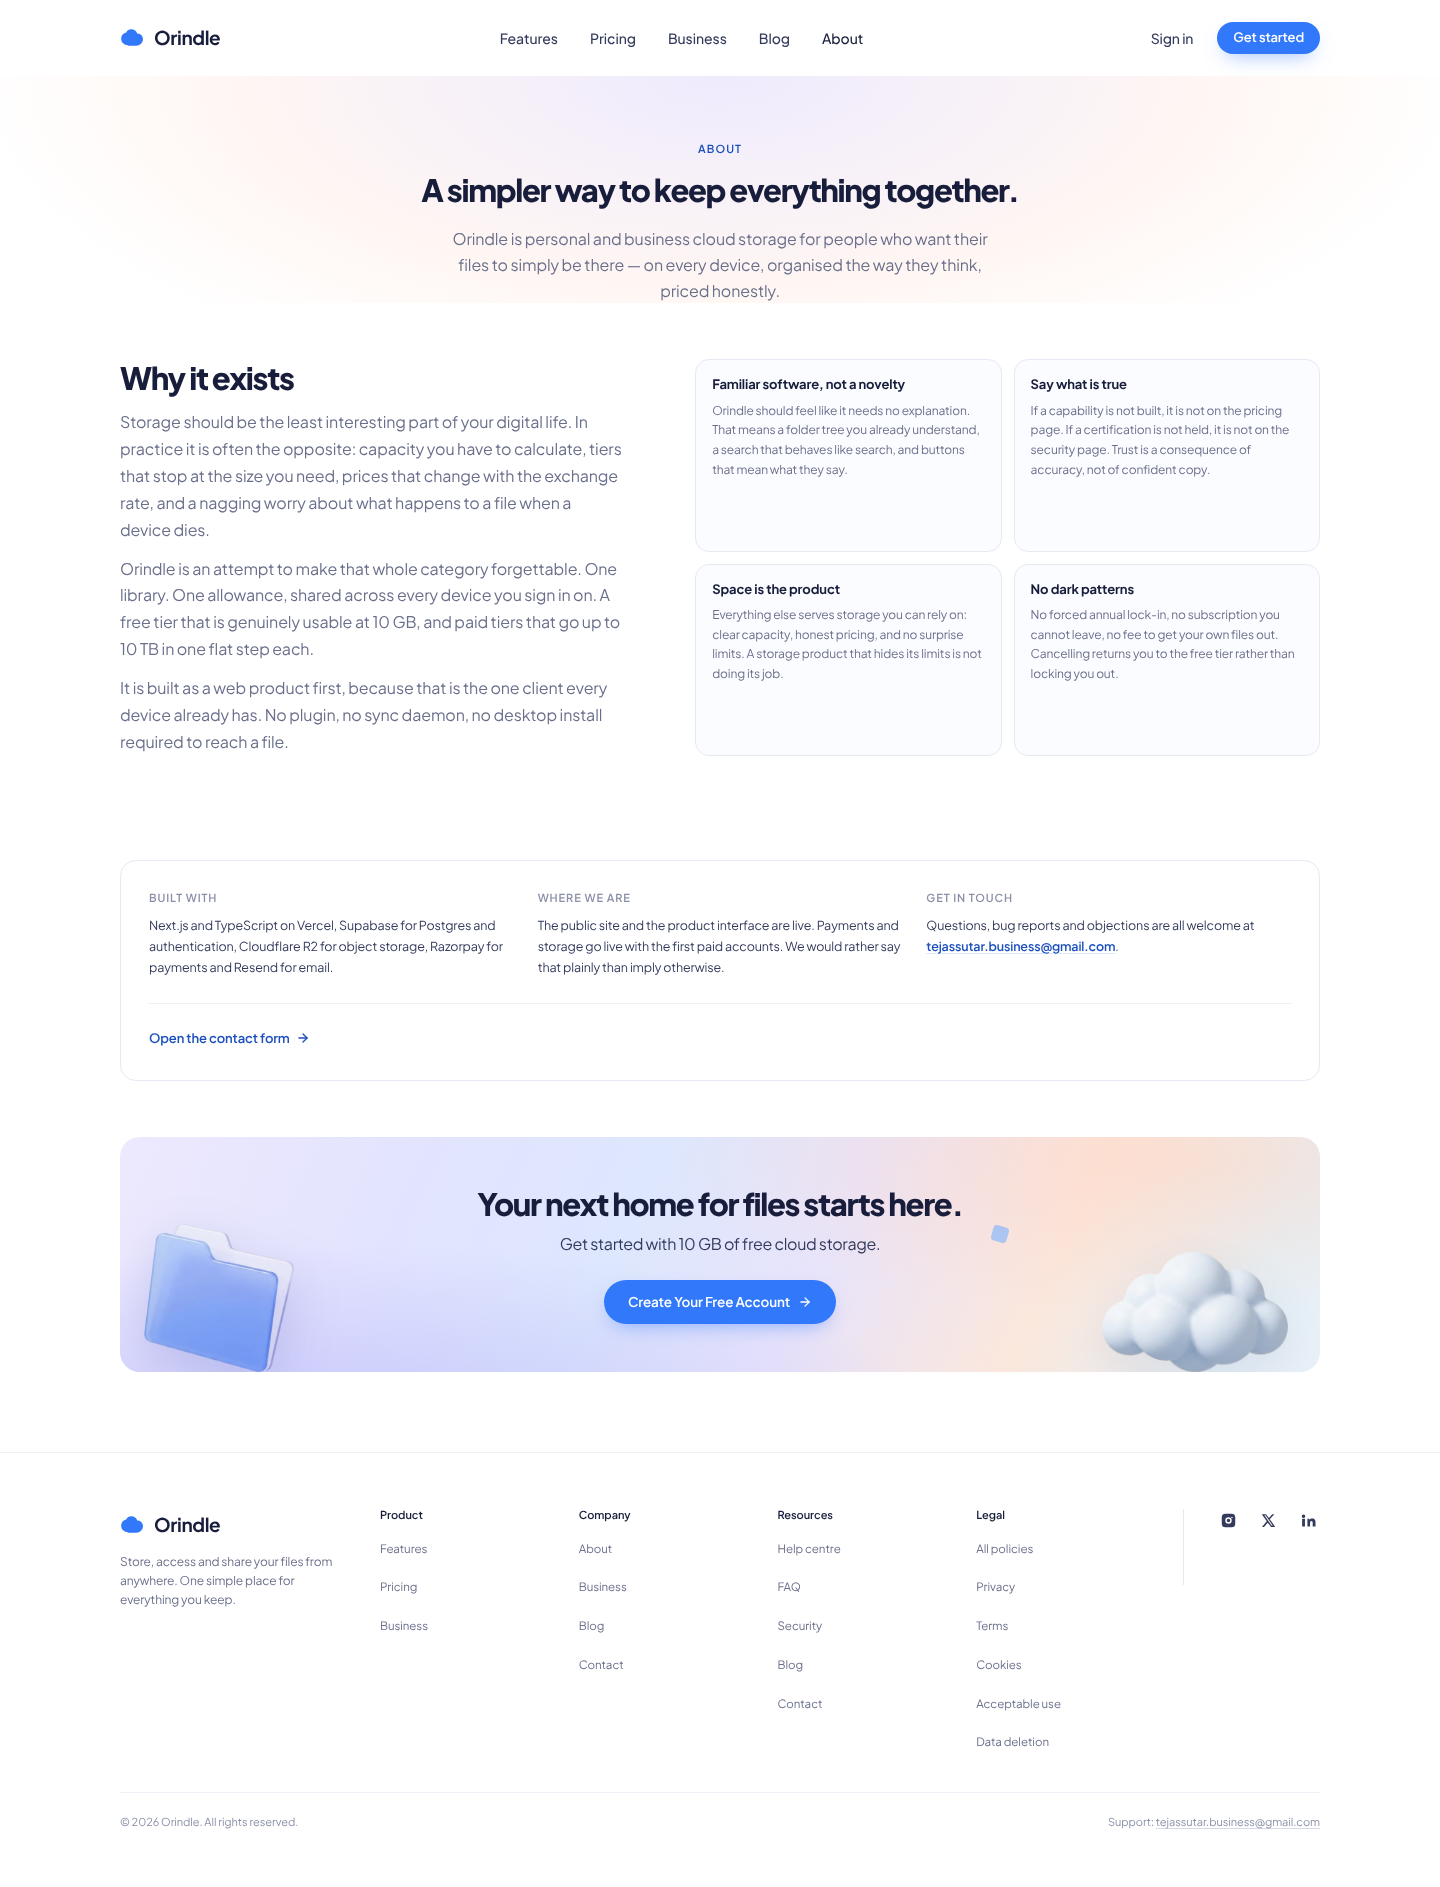 Orindle
Features
Pricing
Business
Blog
About
Sign in
Get started
ABOUT
A simpler way to keep everything together.
Orindle is personal and business cloud storage for people who want their
files to simply be there — on every device, organised the way they think,
priced honestly.
Why it exists
Storage should be the least interesting part of your digital life. In
practice it is often the opposite: capacity you have to calculate, tiers
that stop at the size you need, prices that change with the exchange
rate, and a nagging worry about what happens to a file when a
device dies.
Orindle is an attempt to make that whole category forgettable. One
library. One allowance, shared across every device you sign in on. A
free tier that is genuinely usable at 10 GB, and paid tiers that go up to
10 TB in one flat step each.
It is built as a web product first, because that is the one client every
device already has. No plugin, no sync daemon, no desktop install
required to reach a file.
Familiar software, not a novelty
Orindle should feel like it needs no explanation.
That means a folder tree you already understand,
a search that behaves like search, and buttons
that mean what they say.
Say what is true
If a capability is not built, it is not on the pricing
page. If a certification is not held, it is not on the
security page. Trust is a consequence of
accuracy, not of confident copy.
Space is the product
Everything else serves storage you can rely on:
clear capacity, honest pricing, and no surprise
limits. A storage product that hides its limits is not
doing its job.
No dark patterns
No forced annual lock-in, no subscription you
cannot leave, no fee to get your own files out.
Cancelling returns you to the free tier rather than
locking you out.
BUILT WITH
Next.js and TypeScript on Vercel, Supabase for Postgres and
authentication, Cloudflare R2 for object storage, Razorpay for
payments and Resend for email.
WHERE WE ARE
The public site and the product interface are live. Payments and
storage go live with the first paid accounts. We would rather say
that plainly than imply otherwise.
GET IN TOUCH
Questions, bug reports and objections are all welcome at
tejassutar.business@gmail.com.
Open the contact form →
Your next home for files starts here.
Get started with 10 GB of free cloud storage.
Create Your Free Account →
Orindle
Store, access and share your files from
anywhere. One simple place for
everything you keep.
Product
Features
Pricing
Business
Company
About
Business
Blog
Contact
Resources
Help centre
FAQ
Security
Blog
Contact
Legal
All policies
Privacy
Terms
Cookies
Acceptable use
Data deletion
© 2026 Orindle. All rights reserved.
Support: tejassutar.business@gmail.com